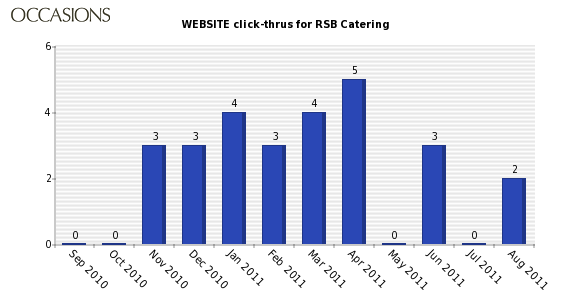 OCCASIONS
WEBSITE click-thrus for RSB Catering
6
4
2
0
0 0 3 3 4 3 4 5 0 3 0 2
Sep 2010 Oct 2010 Nov 2010 Dec 2010 Jan 2011 Feb 2011 Mar 2011 Apr 2011 May 2011 Jun 2011 Jul 2011 Aug 2011